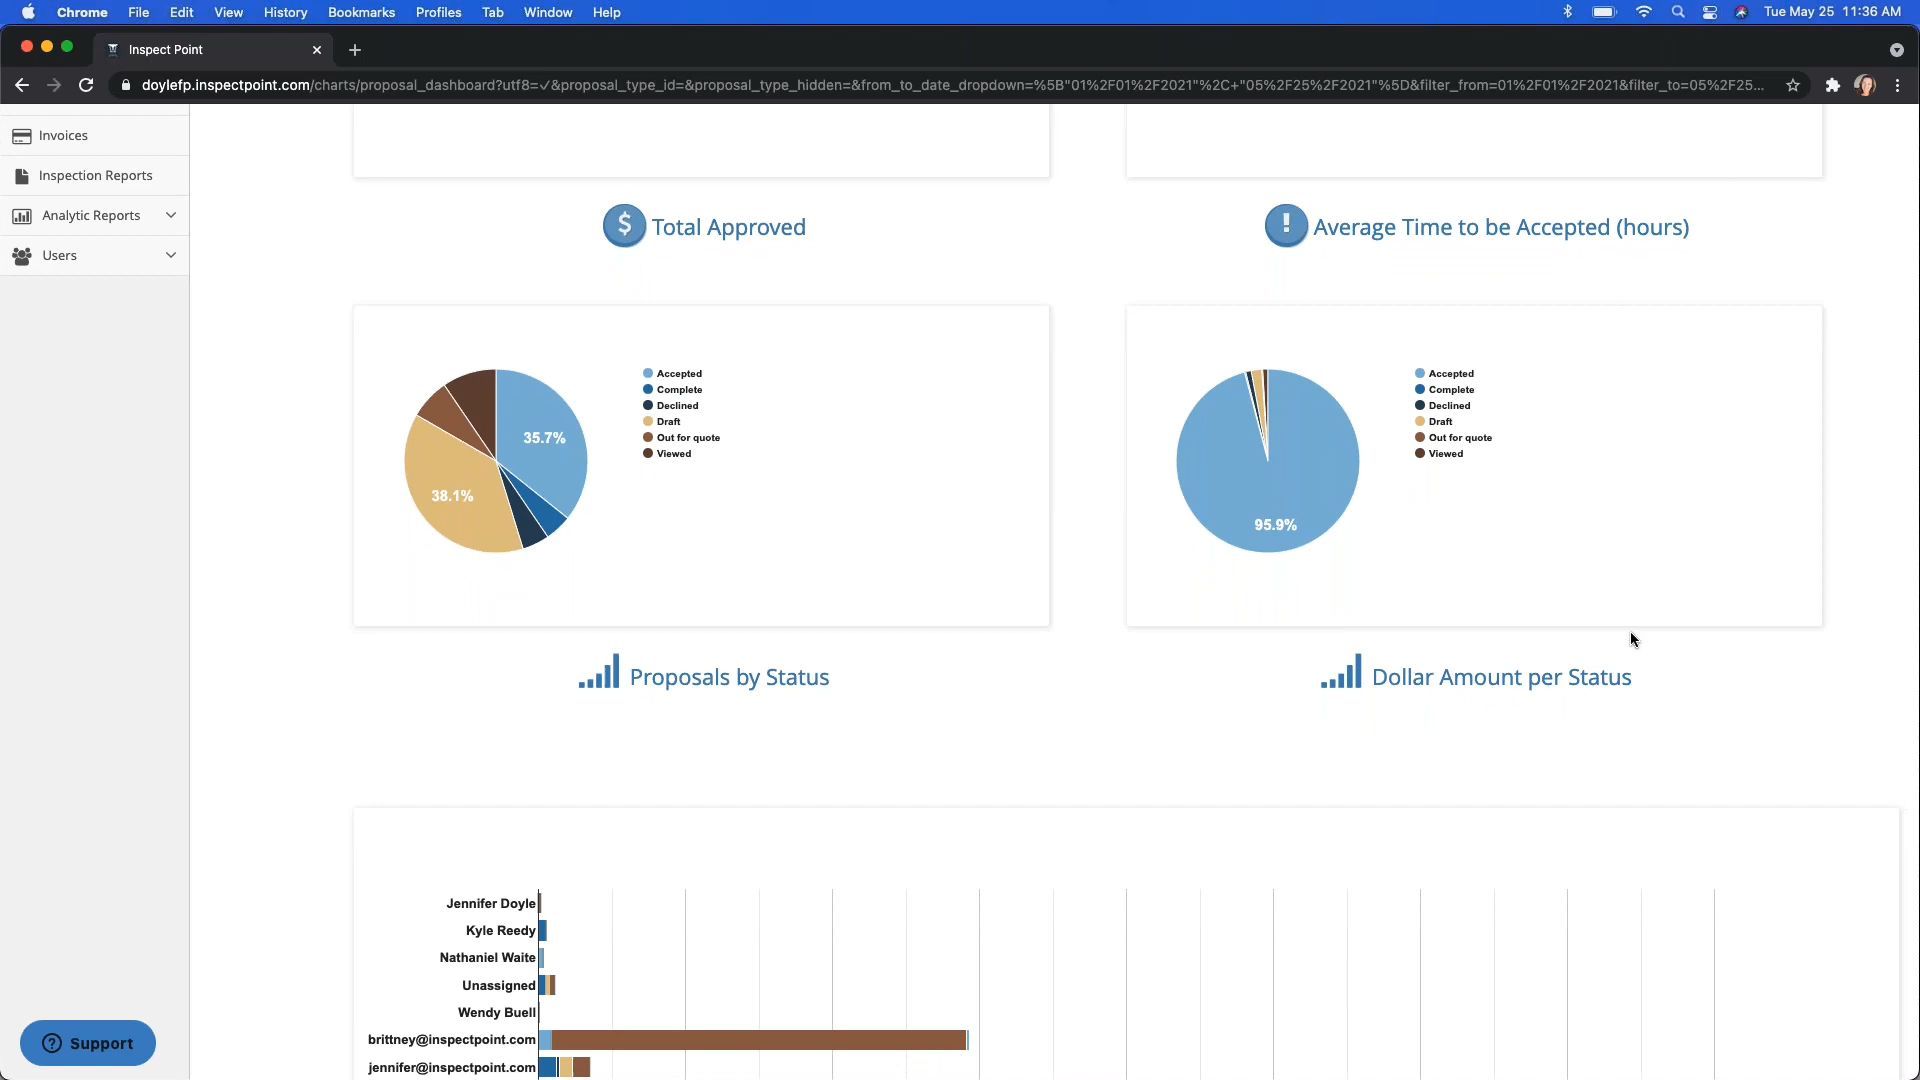 Chrome File Edit View History Bookmarks Profiles Tab Window Help Tue May 25 11:36 AM
Inspect Point
doylefp.inspectpoint.com/charts/proposal_dashboard?utf8=✓&proposal_type_id=&proposal_type_hidden=&from_to_date_dropdown=%5B"01%2F01%2F2021"%2C+"05%2F25%2F2021"%5D&filter_from=01%2F01%2F2021&filter_to=05%2F25...
Invoices
Inspection Reports
Analytic Reports
Users
$ Total Approved
! Average Time to be Accepted (hours)
Accepted
Complete
Declined
Draft
Out for quote
Viewed
35.7%
38.1%
Accepted
Complete
Declined
Draft
Out for quote
Viewed
95.9%
Proposals by Status
Dollar Amount per Status
Jennifer Doyle
Kyle Reedy
Nathaniel Waite
Unassigned
Wendy Buell
brittney@inspectpoint.com
jennifer@inspectpoint.com
? Support